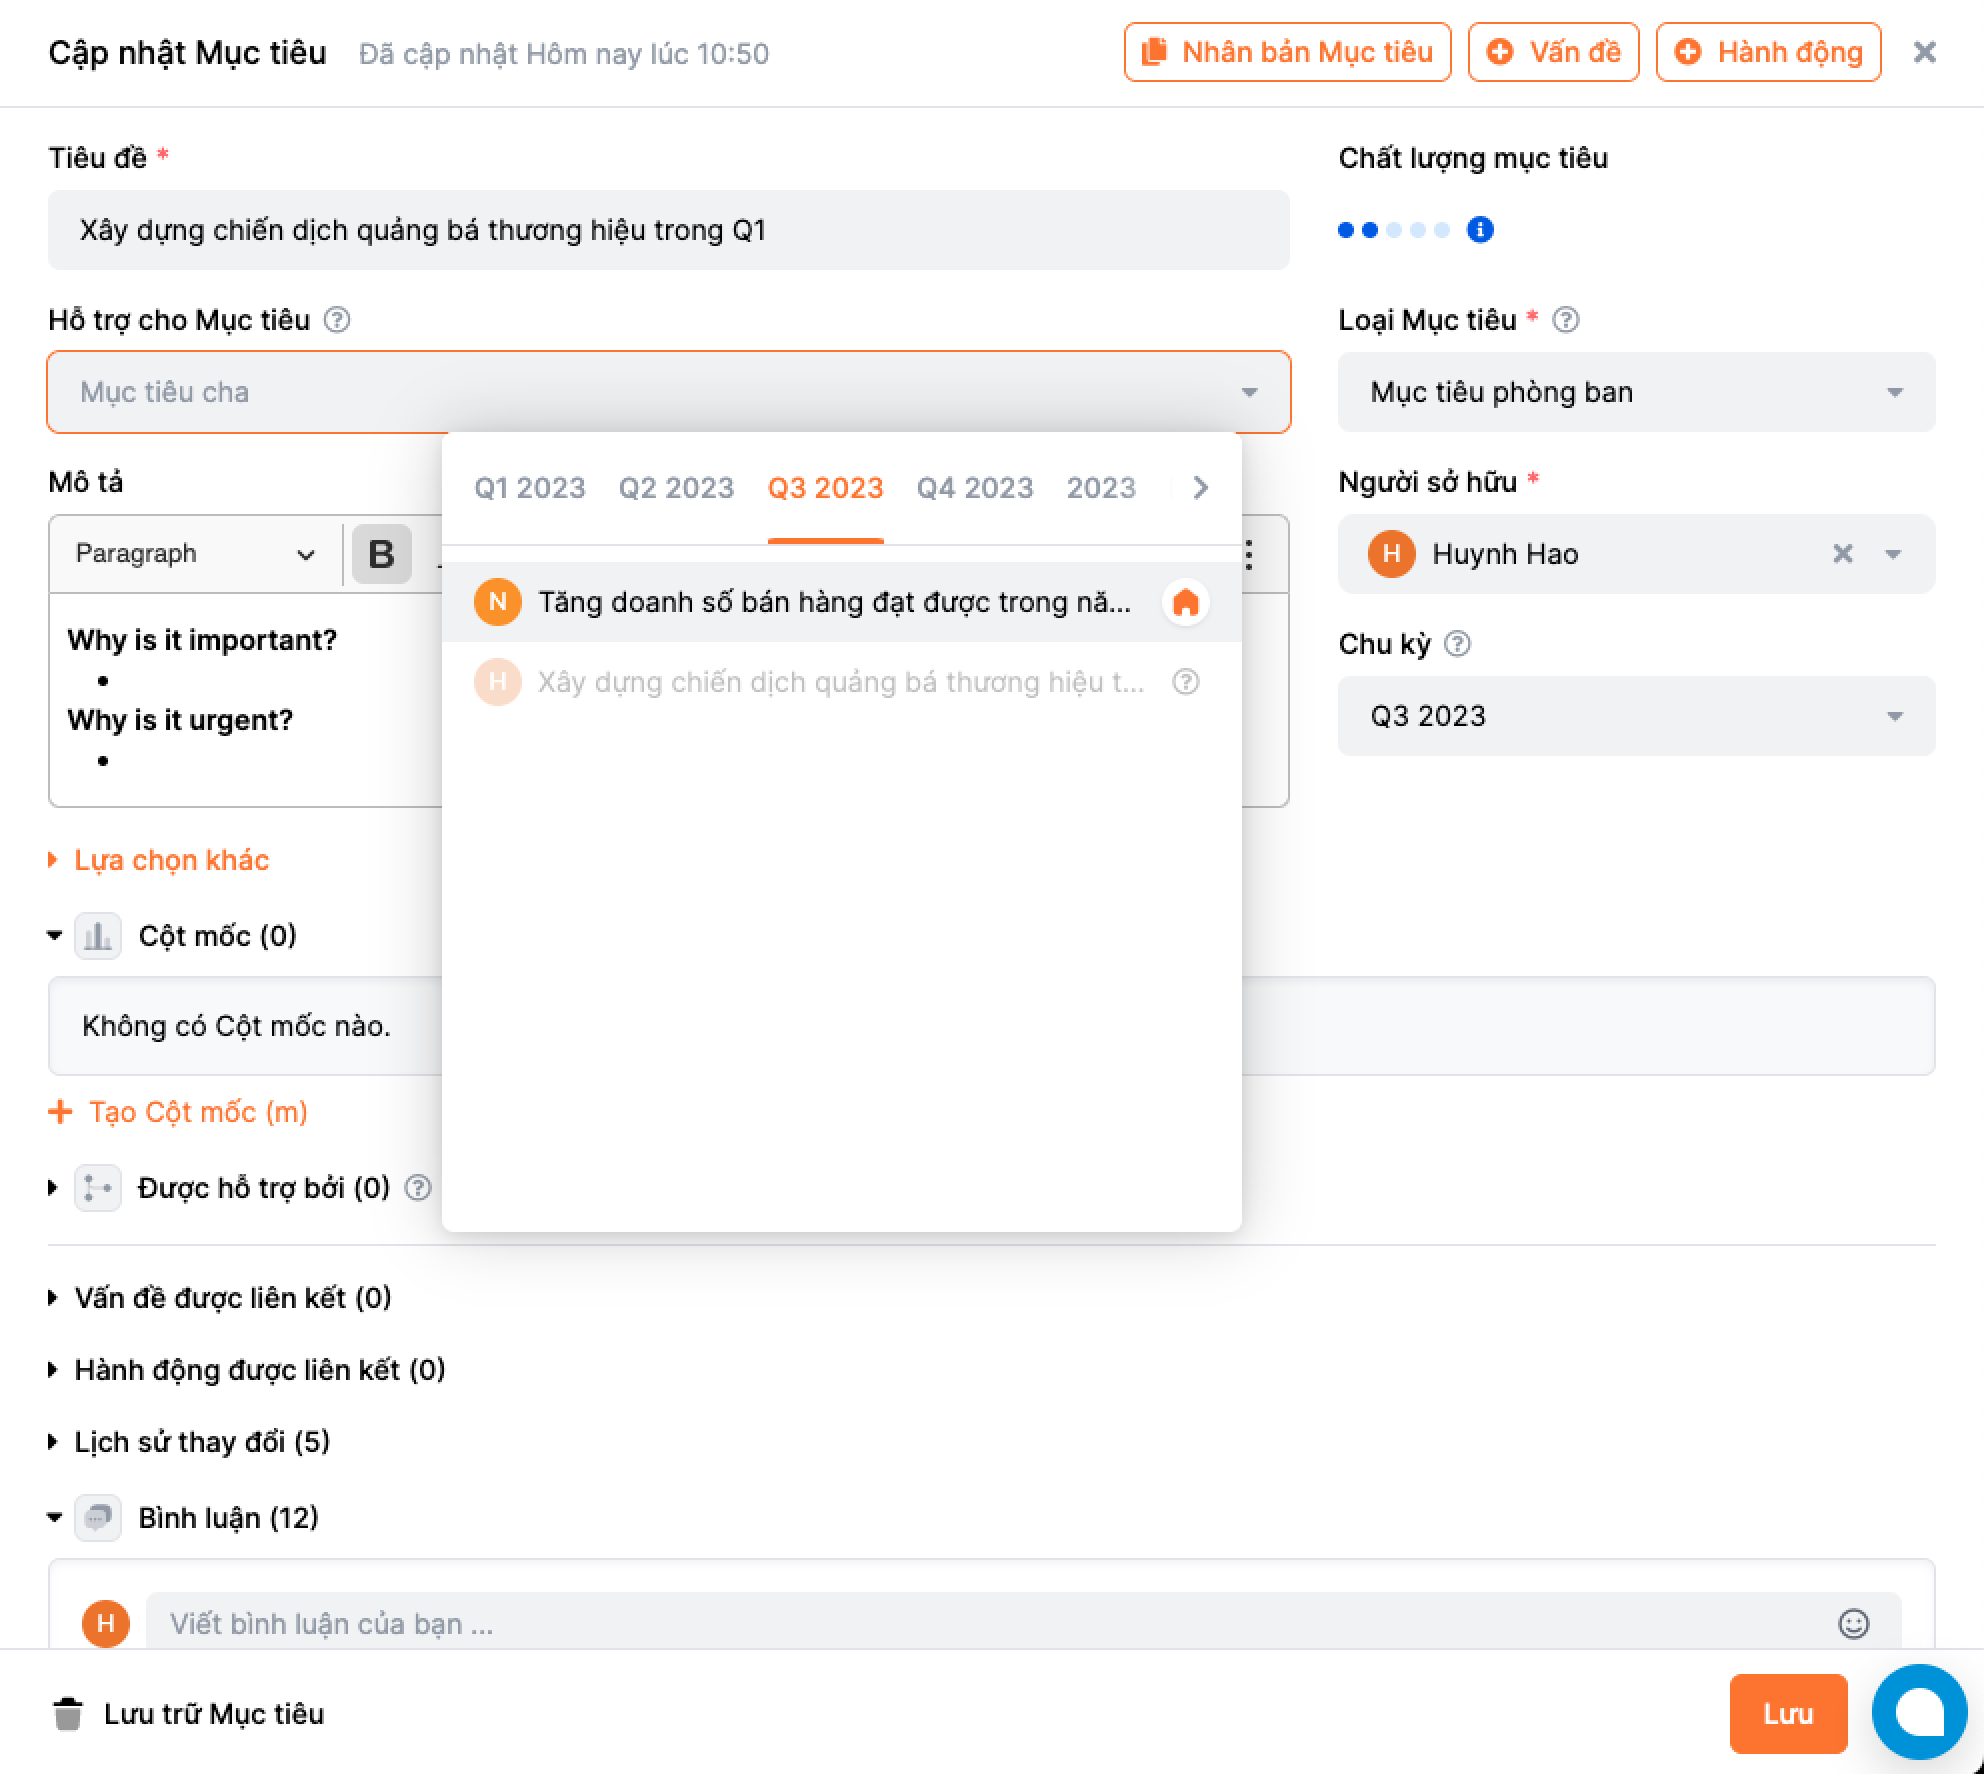 Cập nhật Mục tiêu Đã cập nhật Hôm nay lúc 10:50 Nhân bản Mục tiêu Vấn đề Hành động
Tiêu đề *
Xây dựng chiến dịch quảng bá thương hiệu trong Q1
Chất lượng mục tiêu
Hỗ trợ cho Mục tiêu
Mục tiêu cha
Loại Mục tiêu *
Mục tiêu phòng ban
Q1 2023 Q2 2023 Q3 2023 Q4 2023 2023
N Tăng doanh số bán hàng đạt được trong nă...
H Xây dựng chiến dịch quảng bá thương hiệu t...
Mô tả
Paragraph B
Why is it important?
Why is it urgent?
Người sở hữu *
H Huynh Hao
Chu kỳ
Q3 2023
Lựa chọn khác
Cột mốc (0)
Không có Cột mốc nào.
+ Tạo Cột mốc (m)
Được hỗ trợ bởi (0)
Vấn đề được liên kết (0)
Hành động được liên kết (0)
Lịch sử thay đổi (5)
Bình luận (12)
H Viết bình luận của bạn ...
Lưu trữ Mục tiêu
Lưu